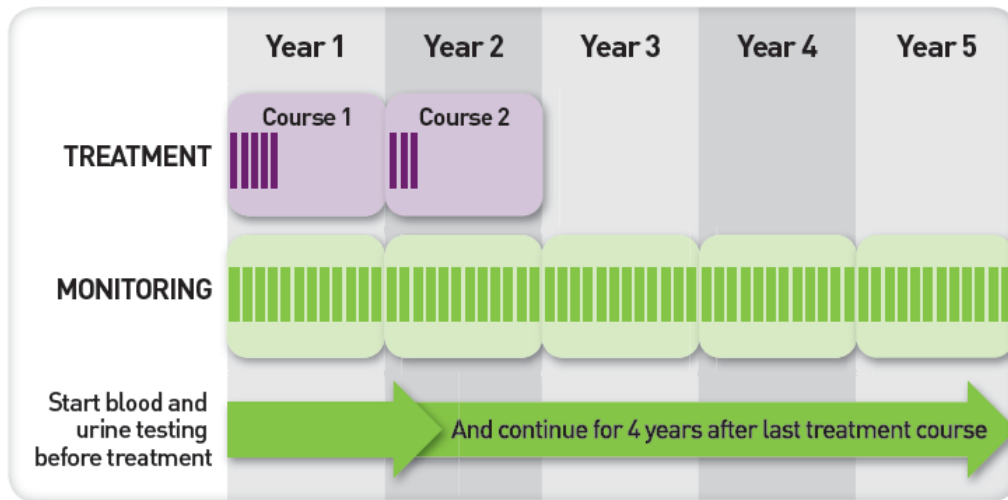 Year 1
Year 2
Year 3
Year 4
Year 5
TREATMENT
Course 1
Course 2
MONITORING
Start blood and
urine testing
before treatment
And continue for 4 years after last treatment course